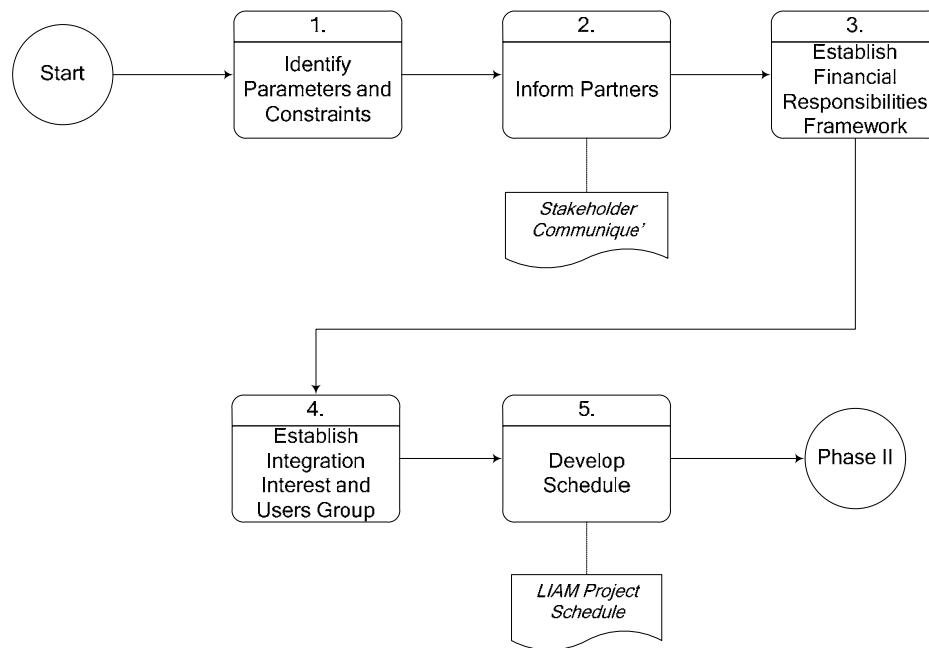 Start
1.
Identify
Parameters and
Constraints
2.
Inform Partners
3.
Establish
Financial
Responsibilities
Framework
Stakeholder
Communique’
4.
Establish
Integration
Interest and
Users Group
5.
Develop
Schedule
Phase II
LIAM Project
Schedule